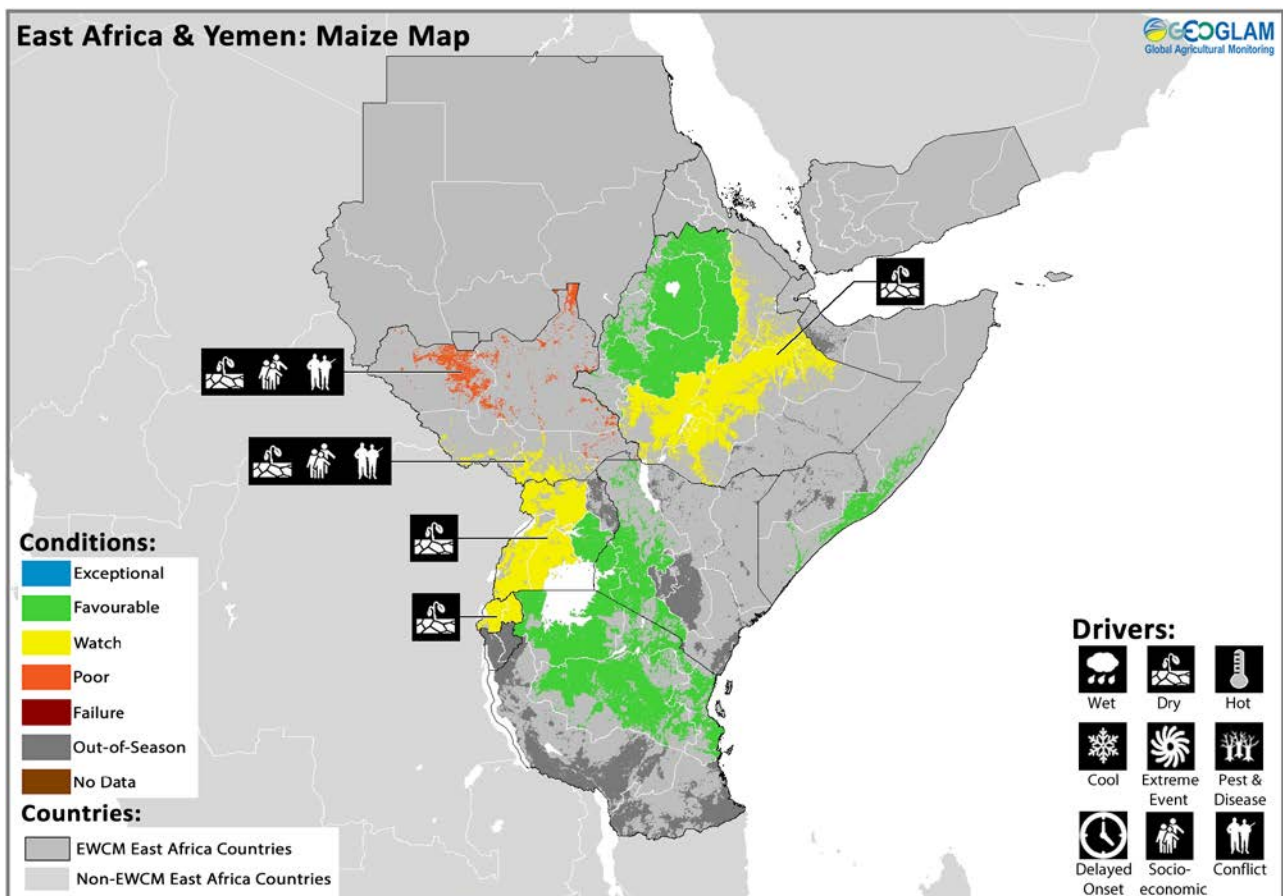 East Africa & Yemen: Maize Map
GEOGLAM
Global Agricultural Monitoring
Conditions:
Exceptional
Favourable
Watch
Poor
Failure
Out-of-Season
No Data
Countries:
EWCM East Africa Countries
Non-EWCM East Africa Countries
Drivers:
Wet
Dry
Hot
Cool
Extreme
Event
Pest &
Disease
Delayed
Onset
Socio-
economic
Conflict